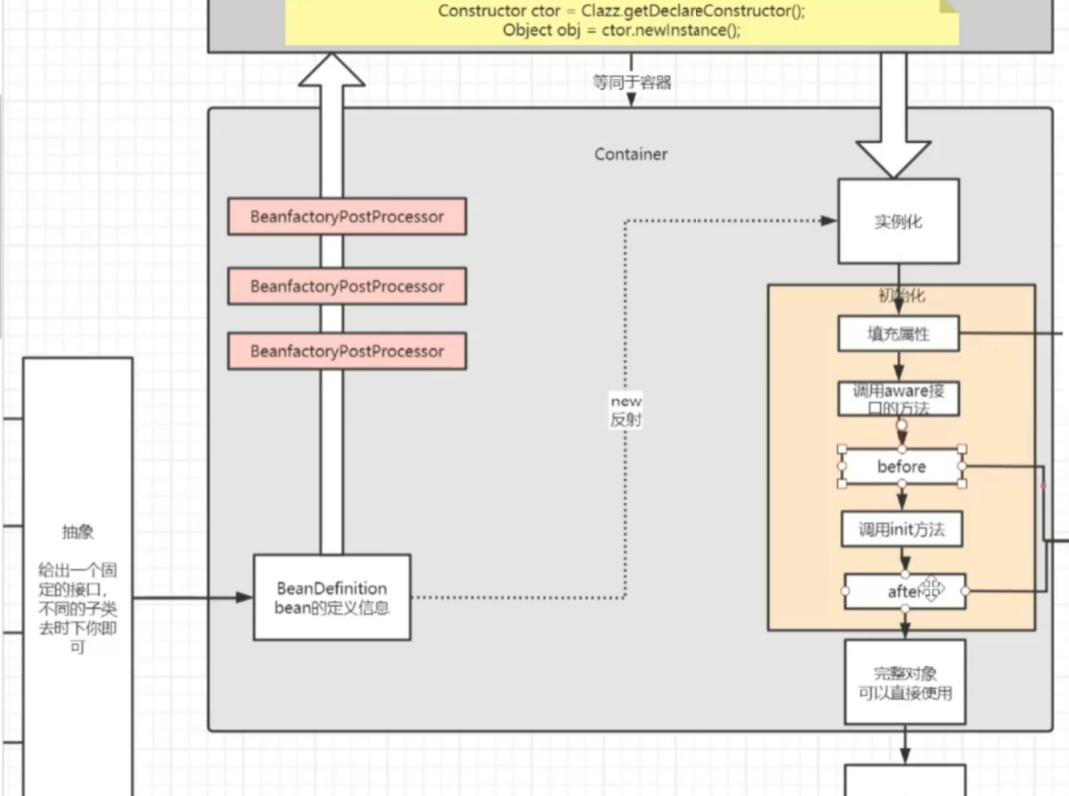 Constructor ctor = Clazz.getDeclareConstructor();
Object obj = ctor.newInstance();
等同于容器
Container
BeanfactoryPostProcessor
BeanfactoryPostProcessor
BeanfactoryPostProcessor
new
反射
抽象
给出一个固
定的接口，
不同的子类
去时下你即
可
BeanDefinition
bean的定义信息
实例化
初始化
填充属性
调用aware接
口的方法
before
调用init方法
after
完整对象
可以直接使用